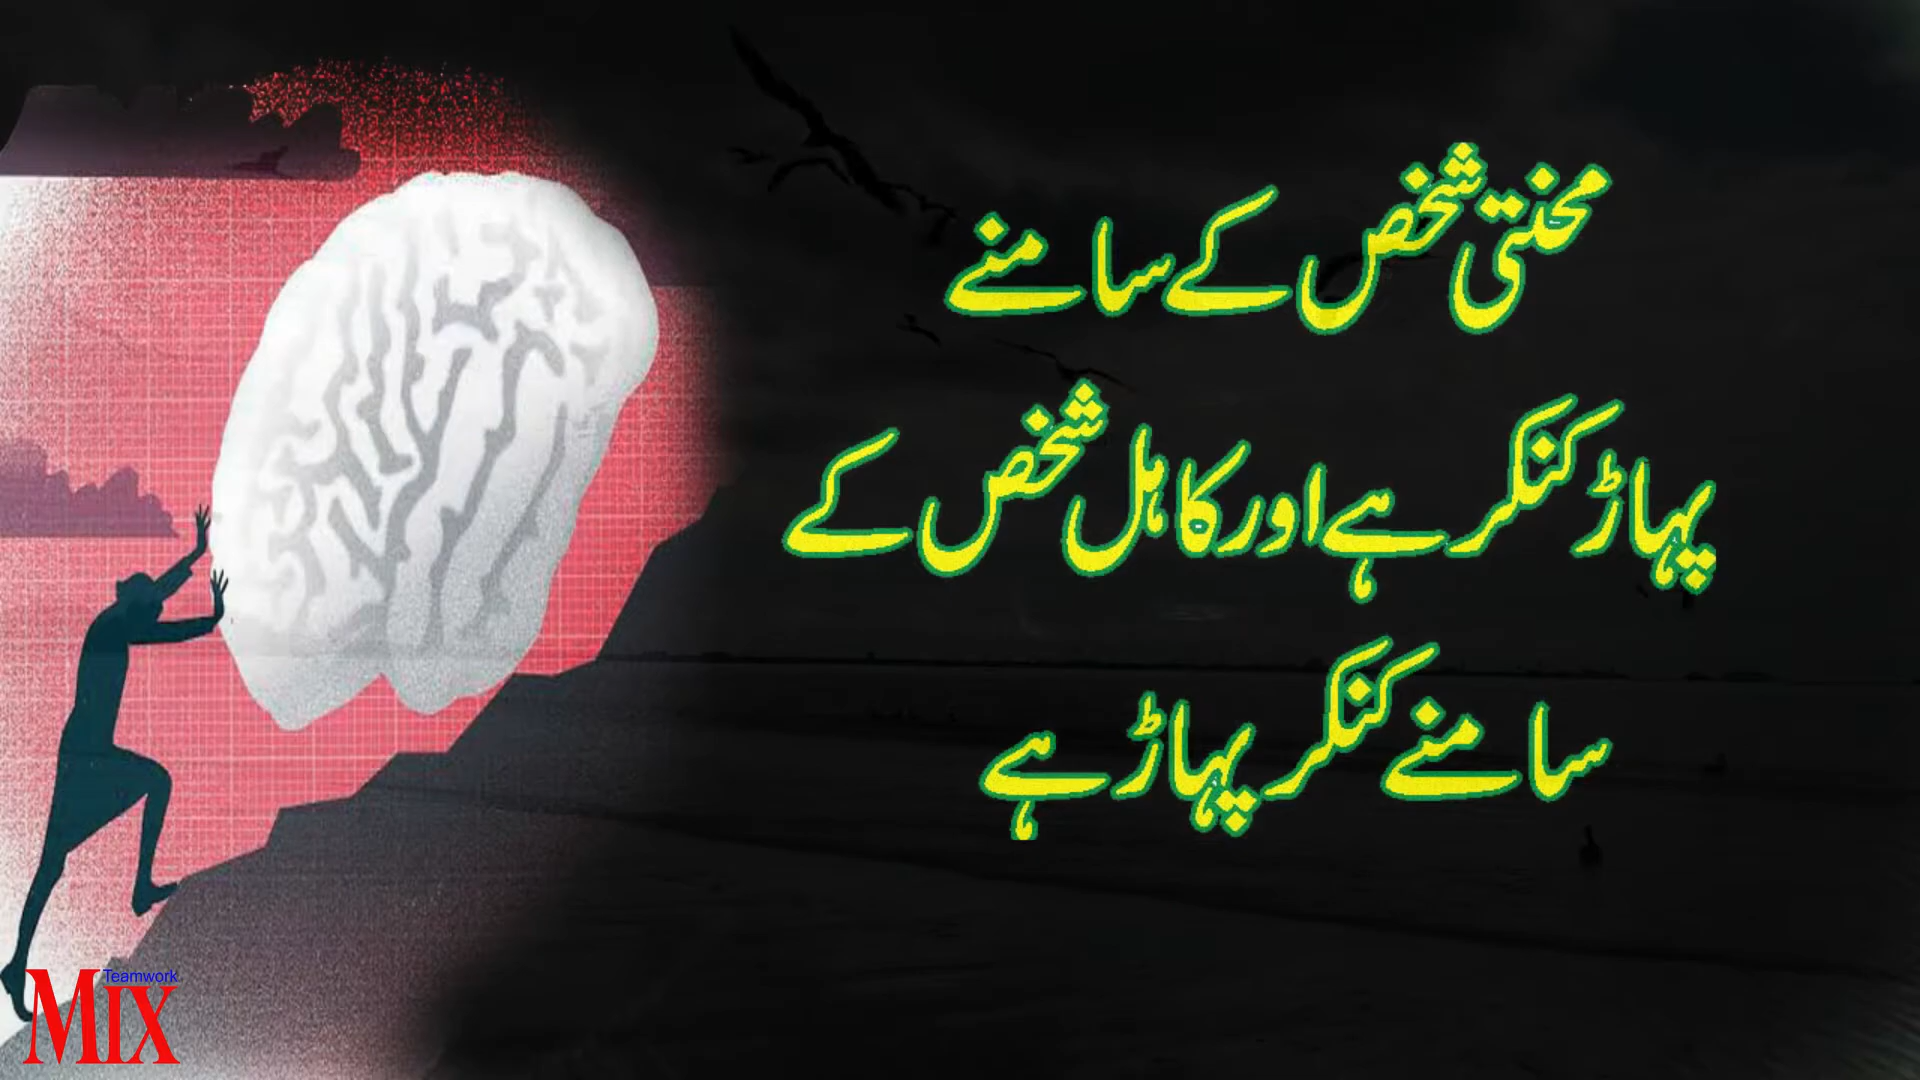 محنتی شخص کے سامنے
پہاڑ کنکر ہے اور کاہل شخص کے
سامنے کنکر پہاڑ ہے
Teamwork
MIX